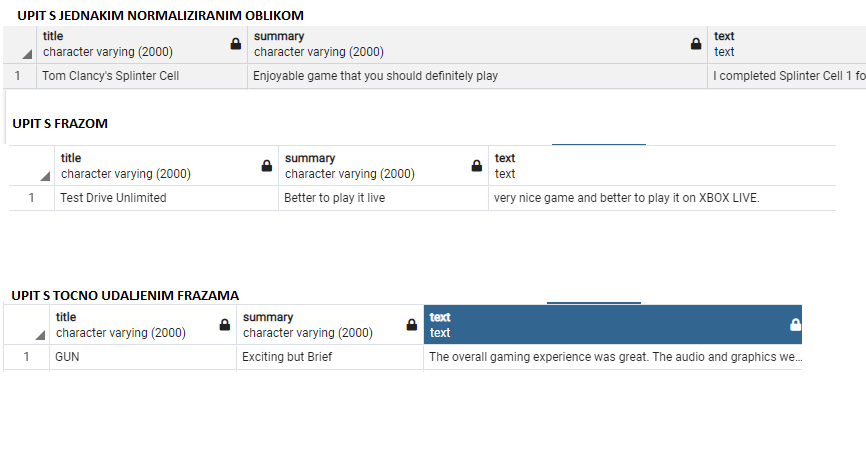 UPIT S JEDNAKIM NORMALIZIRANIM OBLIKOM
title summary text
character varying (2000) character varying (2000) text
1 Tom Clancy's Splinter Cell Enjoyable game that you should definitely play I completed Splinter Cell 1 fo
UPIT S FRAZOM
title summary text
character varying (2000) character varying (2000) text
1 Test Drive Unlimited Better to play it live very nice game and better to play it on XBOX LIVE.
UPIT S TOCNO UDALJENIM FRAZAMA
title summary text
character varying (2000) character varying (2000) text
1 GUN Exciting but Brief The overall gaming experience was great. The audio and graphics we...